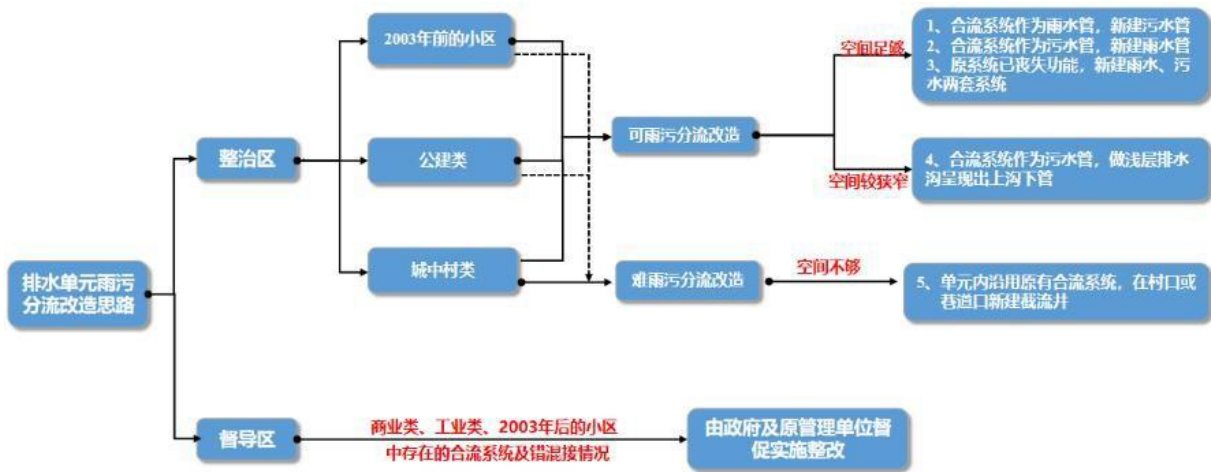 排水单元雨污
分流改造思路
整治区
督导区
2003年前的小区
公建类
城中村类
可雨污分流改造
难雨污分流改造
空间足够
空间较狭窄
空间不够
1、合流系统作为雨水管，新建污水管
2、合流系统作为污水管，新建雨水管
3、原系统已丧失功能，新建雨水、污
水两套系统
4、合流系统作为污水管，做浅层排水
沟呈现出上沟下管
5、单元内沿用原有合流系统，在村口或
巷道口新建截流井
商业类、工业类、2003年后的小区
中存在的合流系统及错混接情况
由政府及原管理单位督
促实施整改